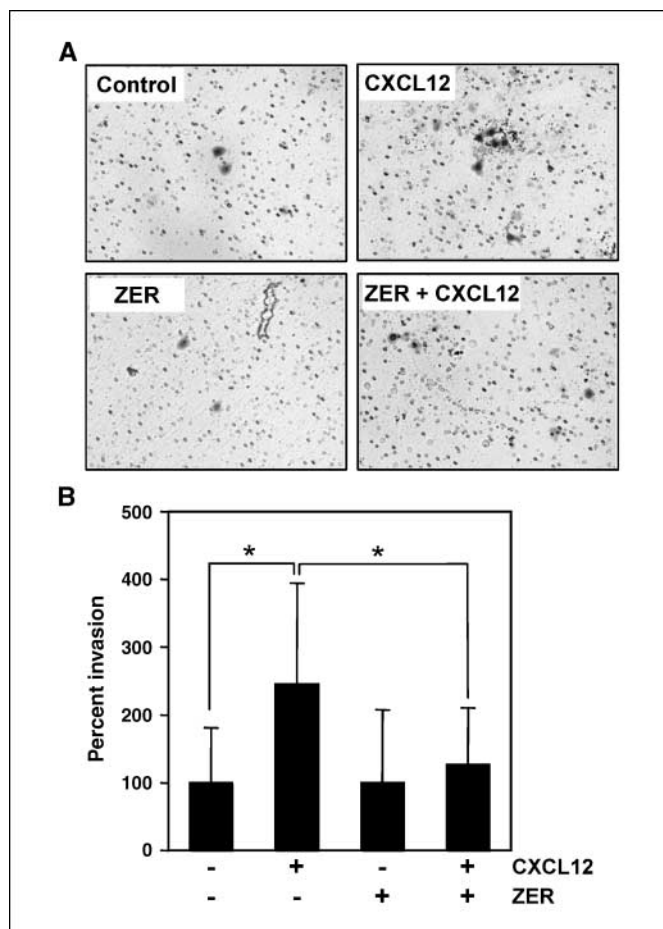 A
Control
CXCL12
ZER
ZER + CXCL12
B
500
400
300
200
100
0
Percent invasion
*
*
- + - + CXCL12
- - + + ZER